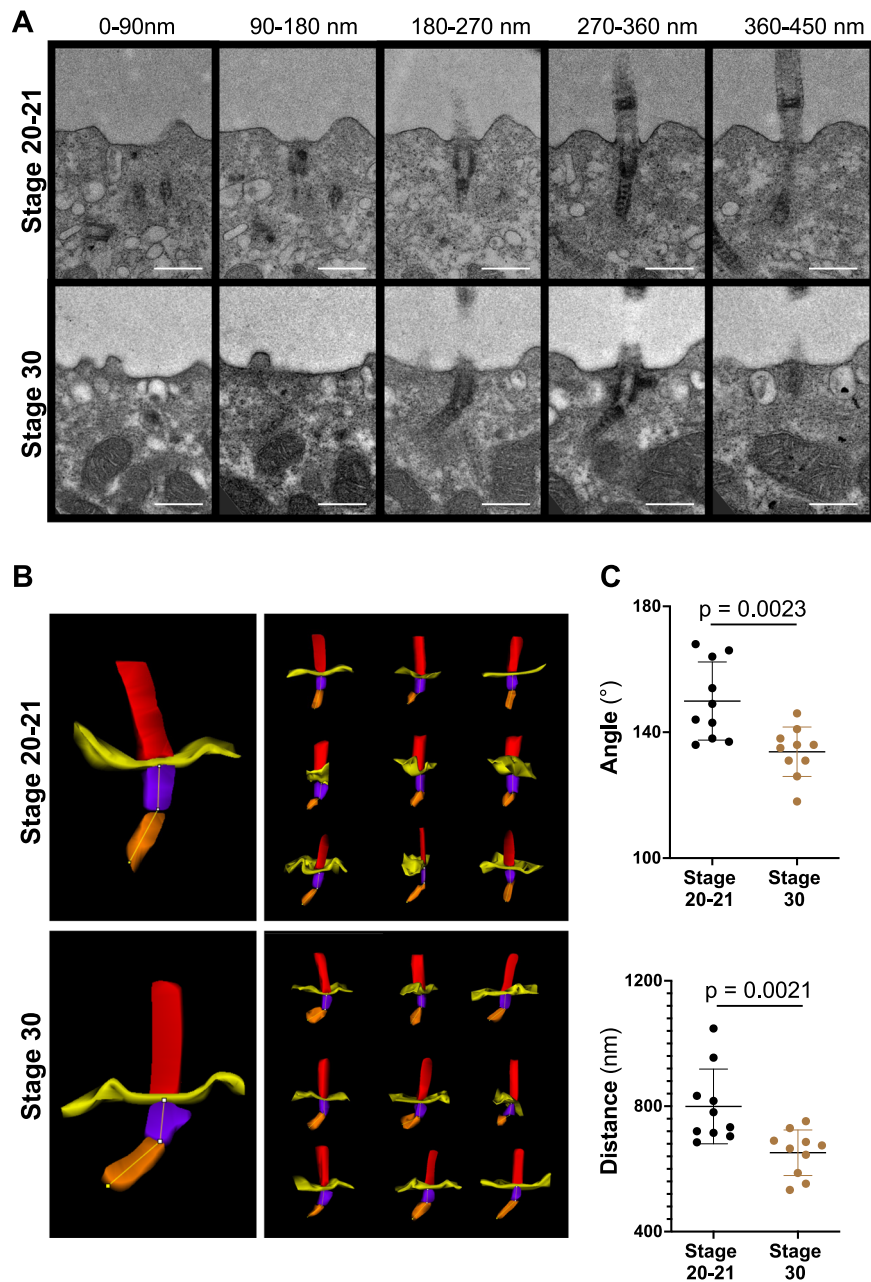 A
0-90nm 90-180 nm 180-270 nm 270-360 nm 360-450 nm
Stage 20-21
Stage 30
B
Stage 20-21
Stage 30
C
180
p = 0.0023
Angle (°)
140
100
Stage 20-21
Stage 30
1200
p = 0.0021
Distance (nm)
800
400
Stage 20-21
Stage 30